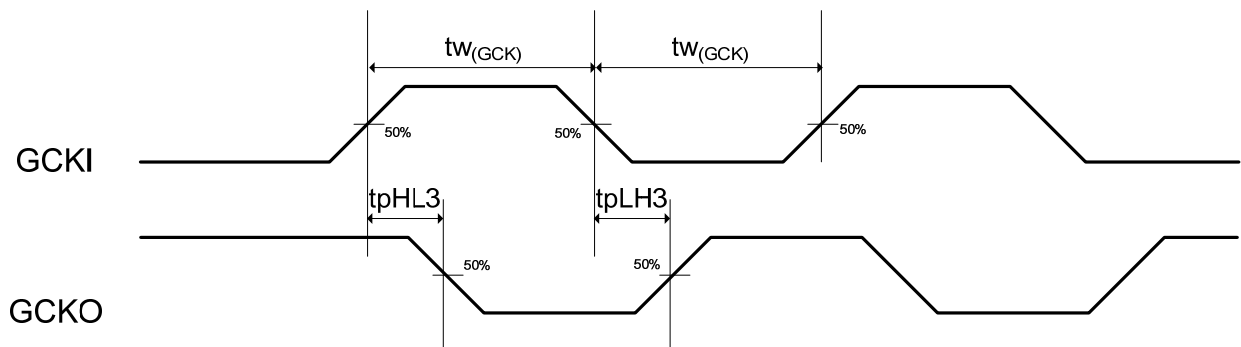 tw(GCK) tw(GCK)
50% 50% 50%
GCKI
tpHL3 tpLH3
50% 50%
GCKO